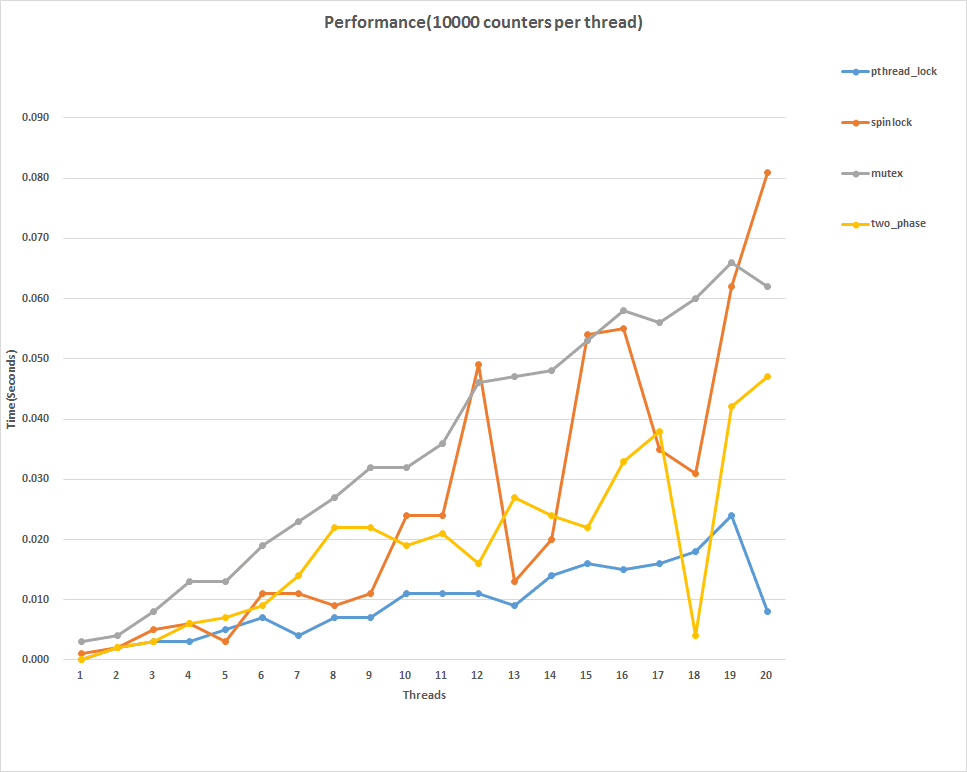 Performance(10000 counters per thread)
pthread_lock
spinlock
mutex
two_phase
0.090
0.080
0.070
0.060
0.050
0.040
0.030
0.020
0.010
0.000
Time(Seconds)
1 2 3 4 5 6 7 8 9 10 11 12 13 14 15 16 17 18 19 20
Threads